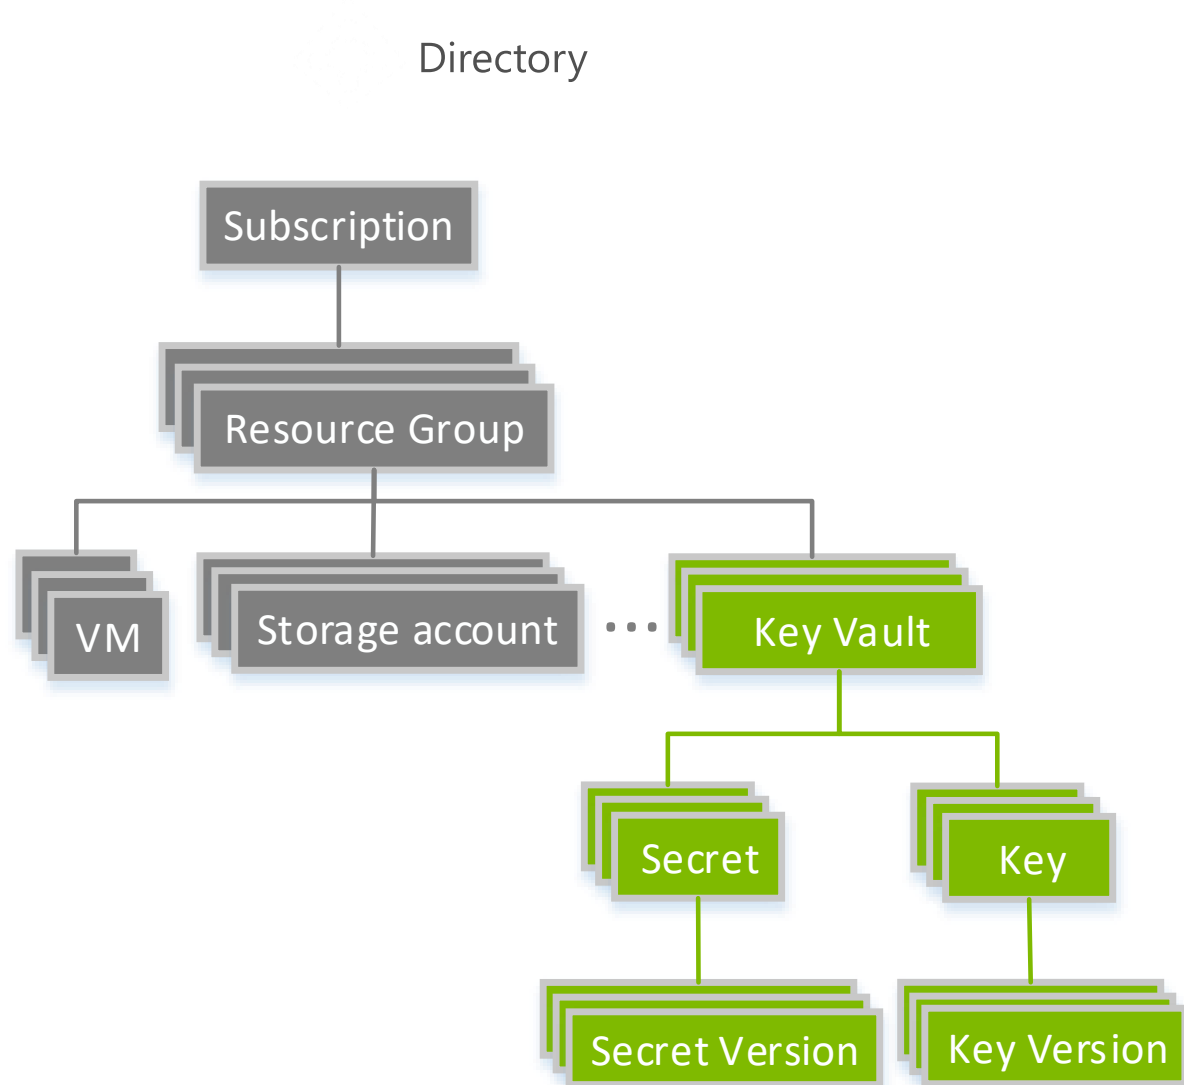 Directory
Subscription
Resource Group
VM
Storage account
...
Key Vault
Secret
Key
Secret Version
Key Version